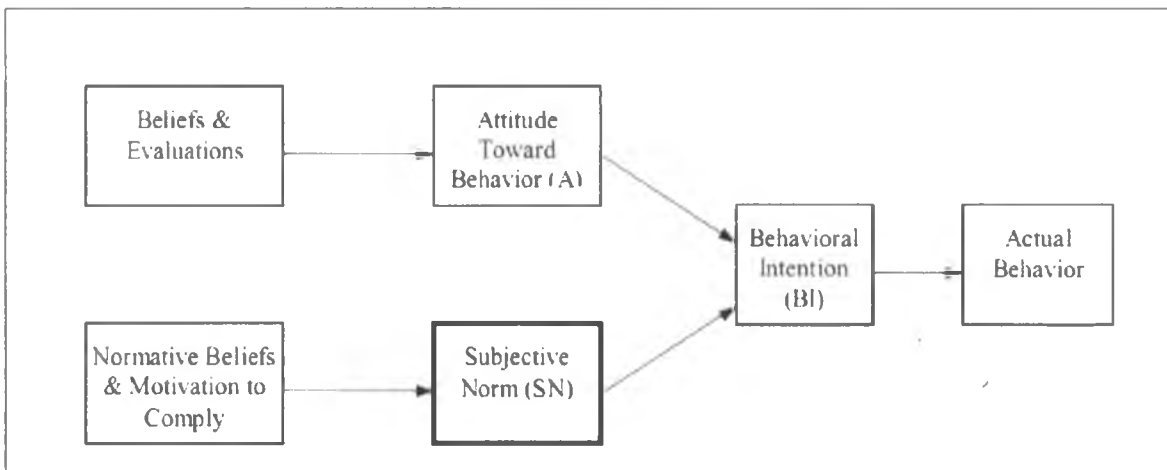 Beliefs &
Evaluations
Attitude
Toward
Behavior (A)
Behavioral
Intention
(BI)
Actual
Behavior
Normative Beliefs
& Motivation to
Comply
Subjective
Norm (SN)